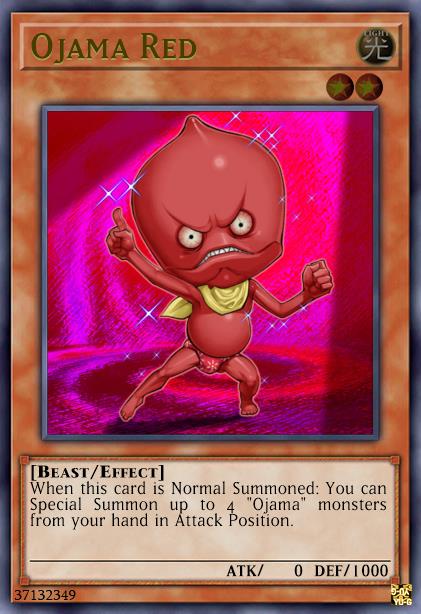 Ojama Red
LIGHT
光
[Beast/Effect]
When this card is Normal Summoned: You can
Special Summon up to 4 "Ojama" monsters
from your hand in Attack Position.
ATK/ 0 DEF/1000
37132349